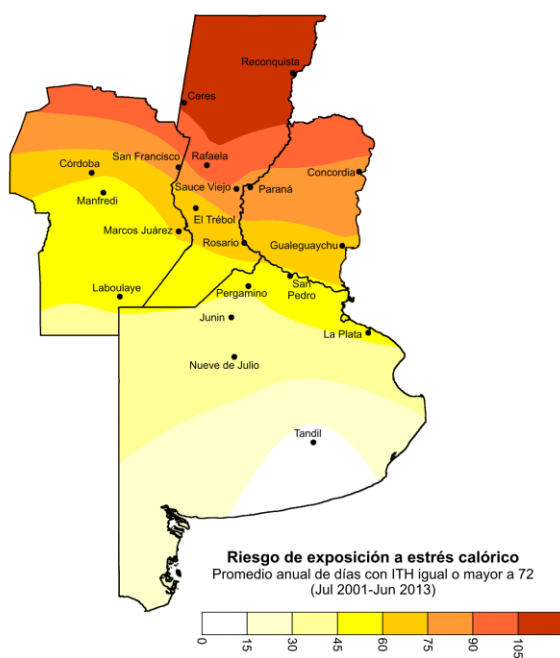 Reconquista
Ceres
San Francisco
Rafaela
Córdoba
Concordia
Sauce Viejo
Paraná
Manfredi
El Trébol
Marcos Juárez
Rosario
Gualeguaychu
Laboulaye
Pergamino
San
Pedro
Junin
La Plata
Nueve de Julio
Tandil
Riesgo de exposición a estrés calórico
Promedio anual de días con ITH igual o mayor a 72
(Jul 2001-Jun 2013)
0
15
30
45
60
75
90
105